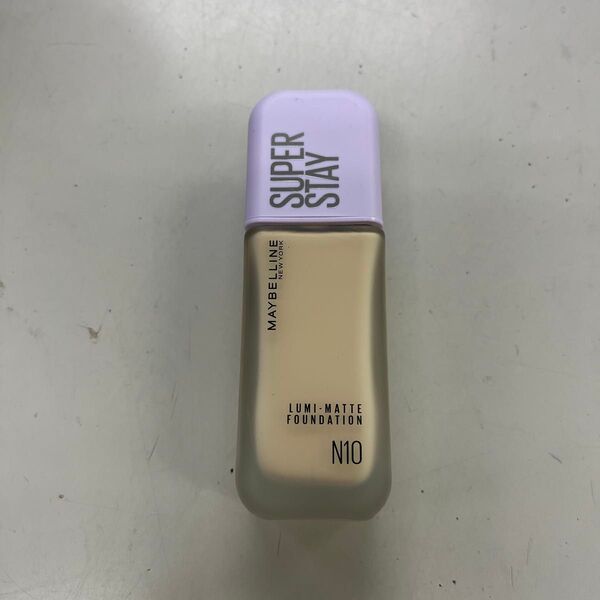 SUPER
STAY
MAYBELLINE
NEW YORK
LUMI-MATTE
FOUNDATION
N10